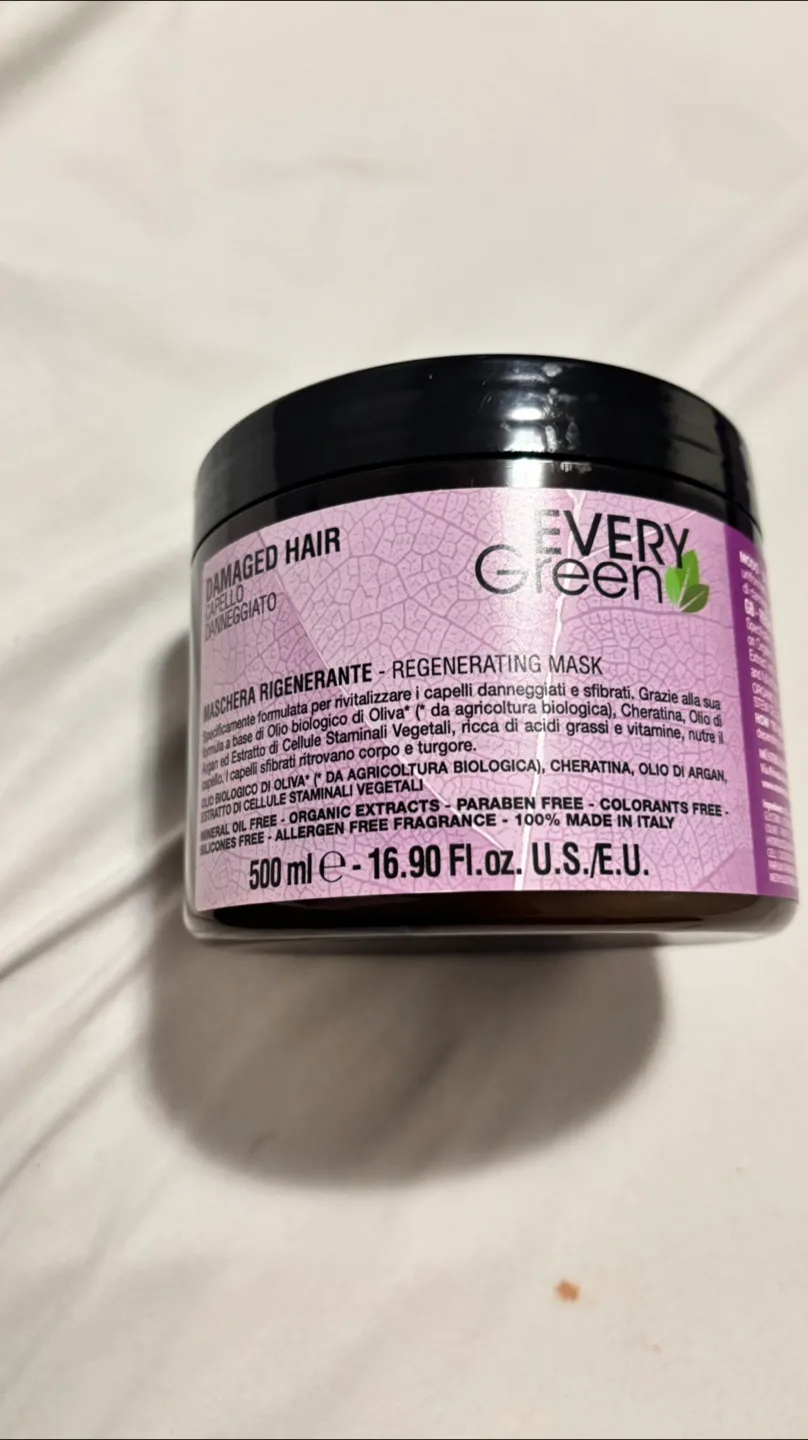 DAMAGED HAIR
CAPELLO
DANNEGGIATO
EVERY
Green
MASCHERA RIGENERANTE - REGENERATING MASK
Specificamente formulata per rivitalizzare i capelli danneggiati e sfibrati. Grazie alla sua
formula a base di Olio biologico di Oliva* (* da agricoltura biologica), Cheratina, Olio di
Argan ed Estratto di Cellule Staminali Vegetali, ricca di acidi grassi e vitamine, nutre il
capello. I capelli sfibrati ritrovano corpo e turgore.
OLIO BIOLOGICO DI OLIVA* (* DA AGRICOLTURA BIOLOGICA), CHERATINA, OLIO DI ARGAN,
ESTRATTO DI CELLULE STAMINALI VEGETALI
MINERAL OIL FREE - ORGANIC EXTRACTS - PARABEN FREE - COLORANTS FREE -
SILICONES FREE - ALLERGEN FREE FRAGRANCE - 100% MADE IN ITALY
500 ml ℮ - 16.90 Fl.oz. U.S./E.U.